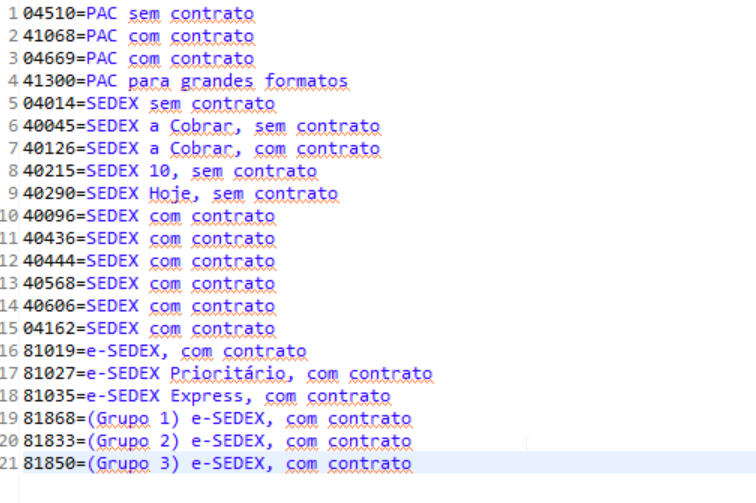 1 04510=PAC sem contrato
2 41068=PAC com contrato
3 04669=PAC com contrato
4 41300=PAC para grandes formatos
5 04014=SEDEX sem contrato
6 40045=SEDEX a Cobrar, sem contrato
7 40126=SEDEX a Cobrar, com contrato
8 40215=SEDEX 10, sem contrato
9 40290=SEDEX Hoje, sem contrato
10 40096=SEDEX com contrato
11 40436=SEDEX com contrato
12 40444=SEDEX com contrato
13 40568=SEDEX com contrato
14 40606=SEDEX com contrato
15 04162=SEDEX com contrato
16 81019=e-SEDEX, com contrato
17 81027=e-SEDEX Prioritário, com contrato
18 81035=e-SEDEX Express, com contrato
19 81868=(Grupo 1) e-SEDEX, com contrato
20 81833=(Grupo 2) e-SEDEX, com contrato
21 81850=(Grupo 3) e-SEDEX, com contrato